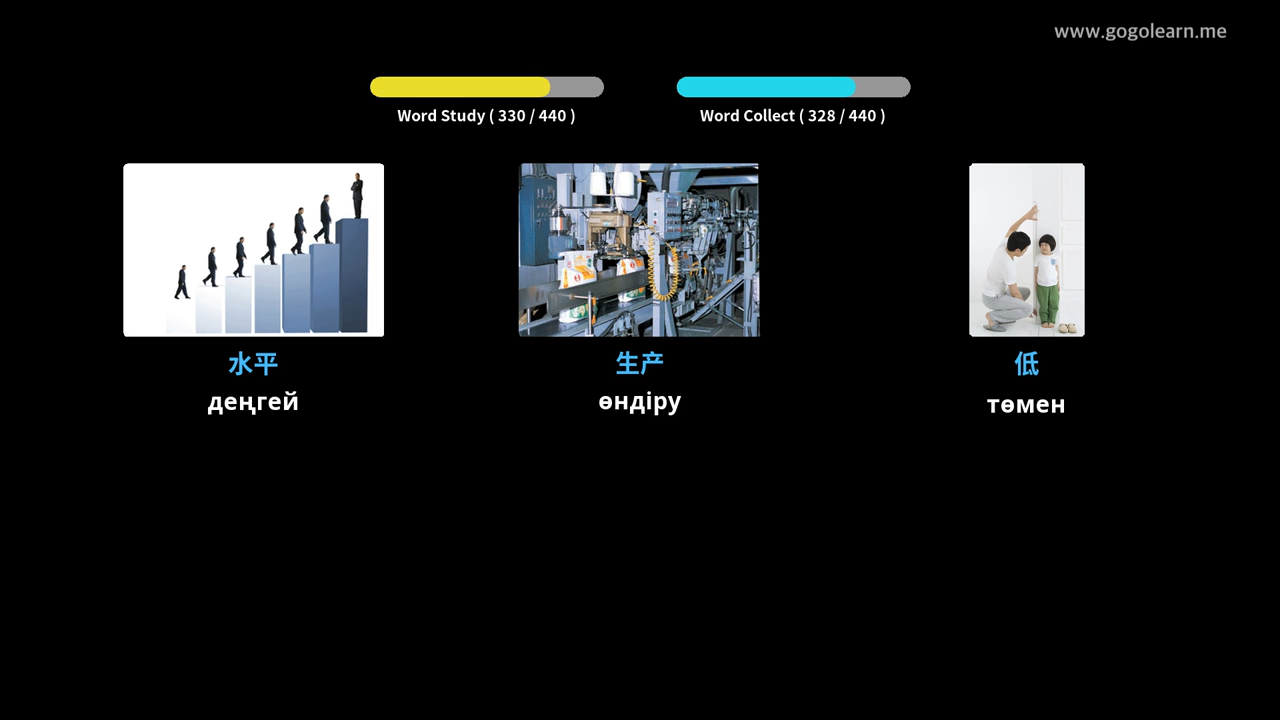 www.gogolearn.me
Word Study ( 330 / 440 )
Word Collect ( 328 / 440 )
水平
生产
低
деңгей
өндіру
төмен